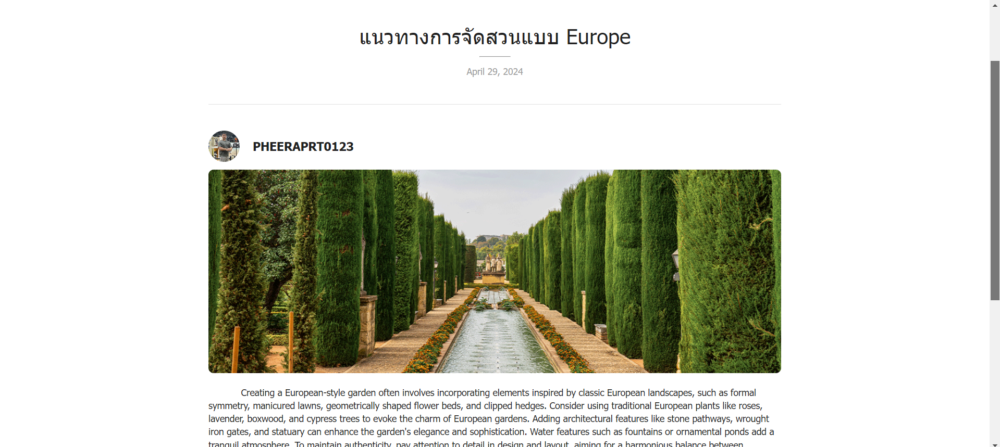 แนวทางการจัดสวนแบบ Europe
April 29, 2024
PHEERAPRT0123
Creating a European-style garden often involves incorporating elements inspired by classic European landscapes, such as formal
symmetry, manicured lawns, geometrically shaped flower beds, and clipped hedges. Consider using traditional European plants like roses,
lavender, boxwood, and cypress trees to evoke the charm of European gardens. Adding architectural features like stone pathways, wrought
iron gates, and statuary can enhance the garden's elegance and sophistication. Water features such as fountains or ornamental ponds add a
tranquil atmosphere. To maintain authenticity, pay attention to detail in design and layout, aiming for a harmonious balance between